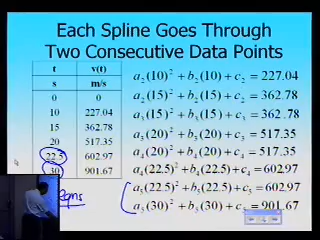 Each Spline Goes Through
Two Consecutive Data Points
t v(t)
s m/s
0 0
10 227.04
15 362.78
20 517.35
22.5 602.97
30 901.67
a₂(10)² + b₂(10) + c₂ = 227.04
a₂(15)² + b₂(15) + c₂ = 362.78
a₃(15)² + b₃(15) + c₃ = 362.78
a₃(20)² + b₃(20) + c₃ = 517.35
a₄(20)² + b₄(20) + c₄ = 517.35
a₄(22.5)² + b₄(22.5) + c₄ = 602.97
a₅(22.5)² + b₅(22.5) + c₅ = 602.97
a₅(30)² + b₅(30) + c₅ = 901.67